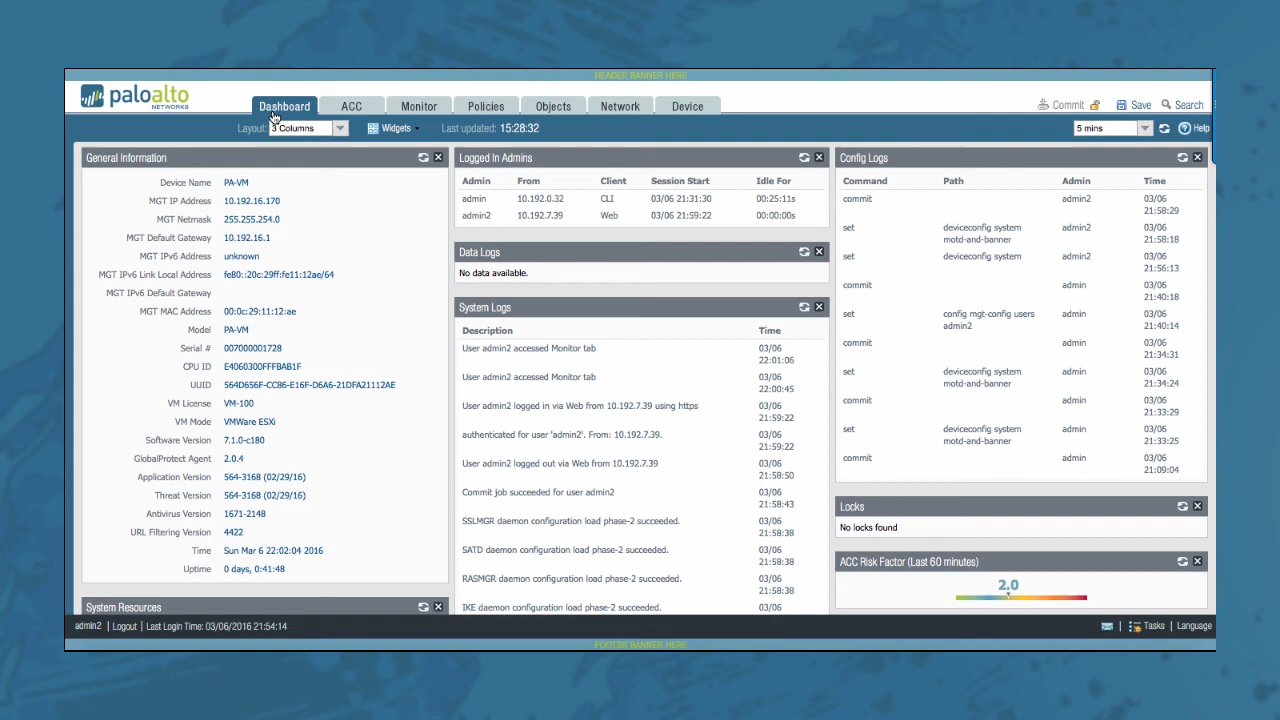 HEADER BANNER HERE
paloalto
NETWORKS
Dashboard ACC Monitor Policies Objects Network Device
Commit Save Search
Layout: 3 Columns Widgets Last updated: 15:28:32 5 mins Help
General Information
Device Name PA-VM
MGT IP Address 10.192.16.170
MGT Netmask 255.255.254.0
MGT Default Gateway 10.192.16.1
MGT IPv6 Address unknown
MGT IPv6 Link Local Address fe80::20c:29ff:fe11:12ae/64
MGT IPv6 Default Gateway
MGT MAC Address 00:0c:29:11:12:ae
Model PA-VM
Serial # 007000001728
CPU ID E4060300FFFBAB1F
UUID 564D656F-CC86-E16F-D6A6-21DFA21112AE
VM License VM-100
VM Mode VMWare ESXi
Software Version 7.1.0-c180
GlobalProtect Agent 2.0.4
Application Version 564-3168 (02/29/16)
Threat Version 564-3168 (02/29/16)
Antivirus Version 1671-2148
URL Filtering Version 4422
Time Sun Mar 6 22:02:04 2016
Uptime 0 days, 0:41:48
System Resources
Logged In Admins
Admin From Client Session Start Idle For
admin 10.192.0.32 CLI 03/06 21:31:30 00:25:11s
admin2 10.192.7.39 Web 03/06 21:59:22 00:00:00s
Data Logs
No data available.
System Logs
Description Time
User admin2 accessed Monitor tab 03/06
22:01:06
User admin2 accessed Monitor tab 03/06
22:00:45
User admin2 logged in via Web from 10.192.7.39 using https 03/06
21:59:22
authenticated for user 'admin2'. From: 10.192.7.39. 03/06
21:59:22
User admin2 logged out via Web from 10.192.7.39 03/06
21:58:50
Commit job succeeded for user admin2 03/06
21:58:43
SSLMGR daemon configuration load phase-2 succeeded. 03/06
21:58:38
SATD daemon configuration load phase-2 succeeded. 03/06
21:58:38
RASMGR daemon configuration load phase-2 succeeded. 03/06
21:58:38
IKE daemon configuration load phase-2 succeeded. 03/06
Config Logs
Command Path Admin Time
commit admin2 03/06
21:58:29
set deviceconfig system admin2 03/06
motd-and-banner 21:58:18
set deviceconfig system admin2 03/06
21:56:13
commit admin 03/06
21:40:18
set config mgt-config users admin 03/06
admin2 21:40:14
commit admin 03/06
21:34:31
set deviceconfig system admin 03/06
motd-and-banner 21:34:24
commit admin 03/06
21:33:29
set deviceconfig system admin 03/06
motd-and-banner 21:33:25
commit admin 03/06
21:09:04
Locks
No locks found
ACC Risk Factor (Last 60 minutes)
2.0
admin2 | Logout | Last Login Time: 03/06/2016 21:54:14 | Tasks | Language
FOOTER BANNER HERE